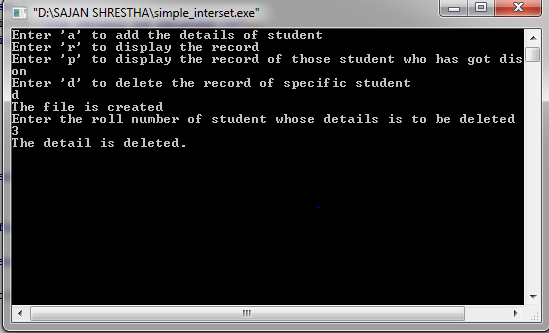 "D:\SAJAN SHRESTHA\simple_interset.exe"
Enter 'a' to add the details of student
Enter 'r' to display the record
Enter 'p' to display the record of those student who has got dis
on
Enter 'd' to delete the record of specific student
d
The file is created
Enter the roll number of student whose details is to be deleted
3
The detail is deleted.